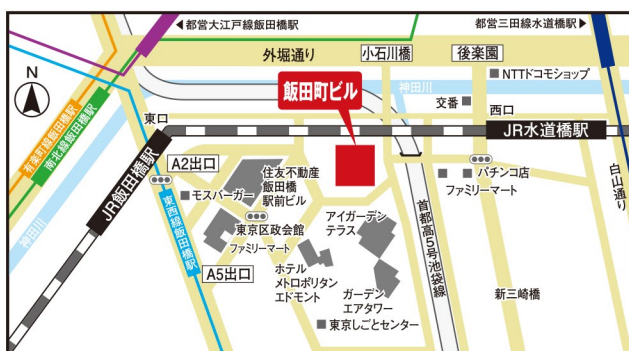 ◀都営大江戸線飯田橋駅
都営三田線水道橋駅▶
外堀通り
小石川橋
後楽園
NTTドコモショップ
神田川
N
飯田町ビル
交番
西口
東口
JR水道橋駅
有楽町線飯田橋駅
南北線飯田橋駅
JR飯田橋駅
A2出口
モスバーガー
住友不動産
飯田橋
駅前ビル
パチンコ店
ファミリーマート
白山通り
東西線飯田橋駅
東京区政会館
ファミリーマート
アイガーデン
テラス
首都高5号池袋線
神田川
A5出口
ホテル
メトロポリタン
エドモント
ガーデン
エアタワー
新三崎橋
東京しごとセンター